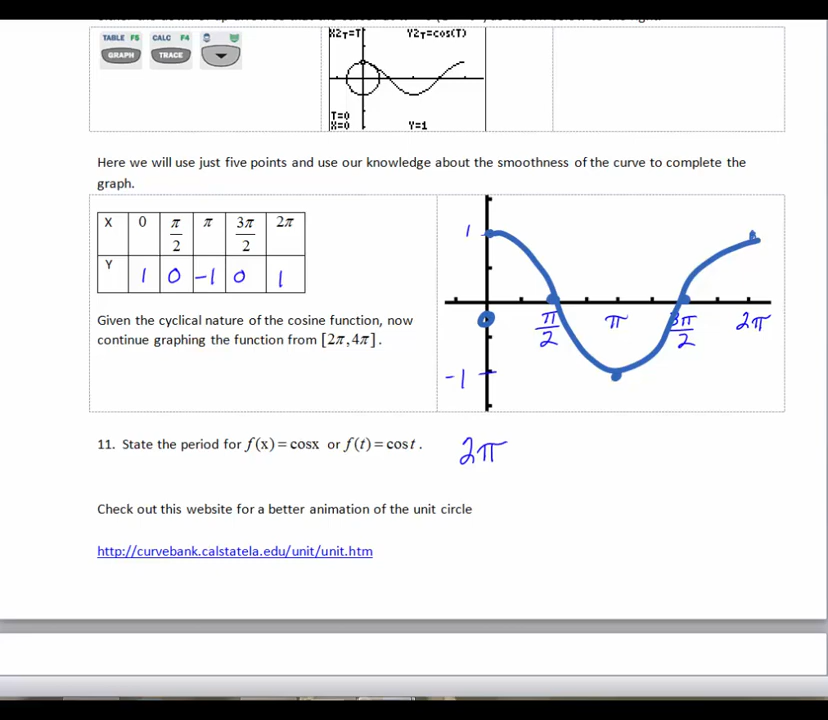 TABLE F5 CALC F4
GRAPH TRACE
X2T=T Y2T=cos(T)
T=0
X=0 Y=1
Here we will use just five points and use our knowledge about the smoothness of the curve to complete the
graph.
X 0 π/2 π 3π/2 2π
Y 1 0 -1 0 1
Given the cyclical nature of the cosine function, now
continue graphing the function from [2π,4π].
1
0 π/2 π 3π/2 2π
-1
11. State the period for f(x)=cosx or f(t)=cost. 2π
Check out this website for a better animation of the unit circle
http://curvebank.calstatela.edu/unit/unit.htm